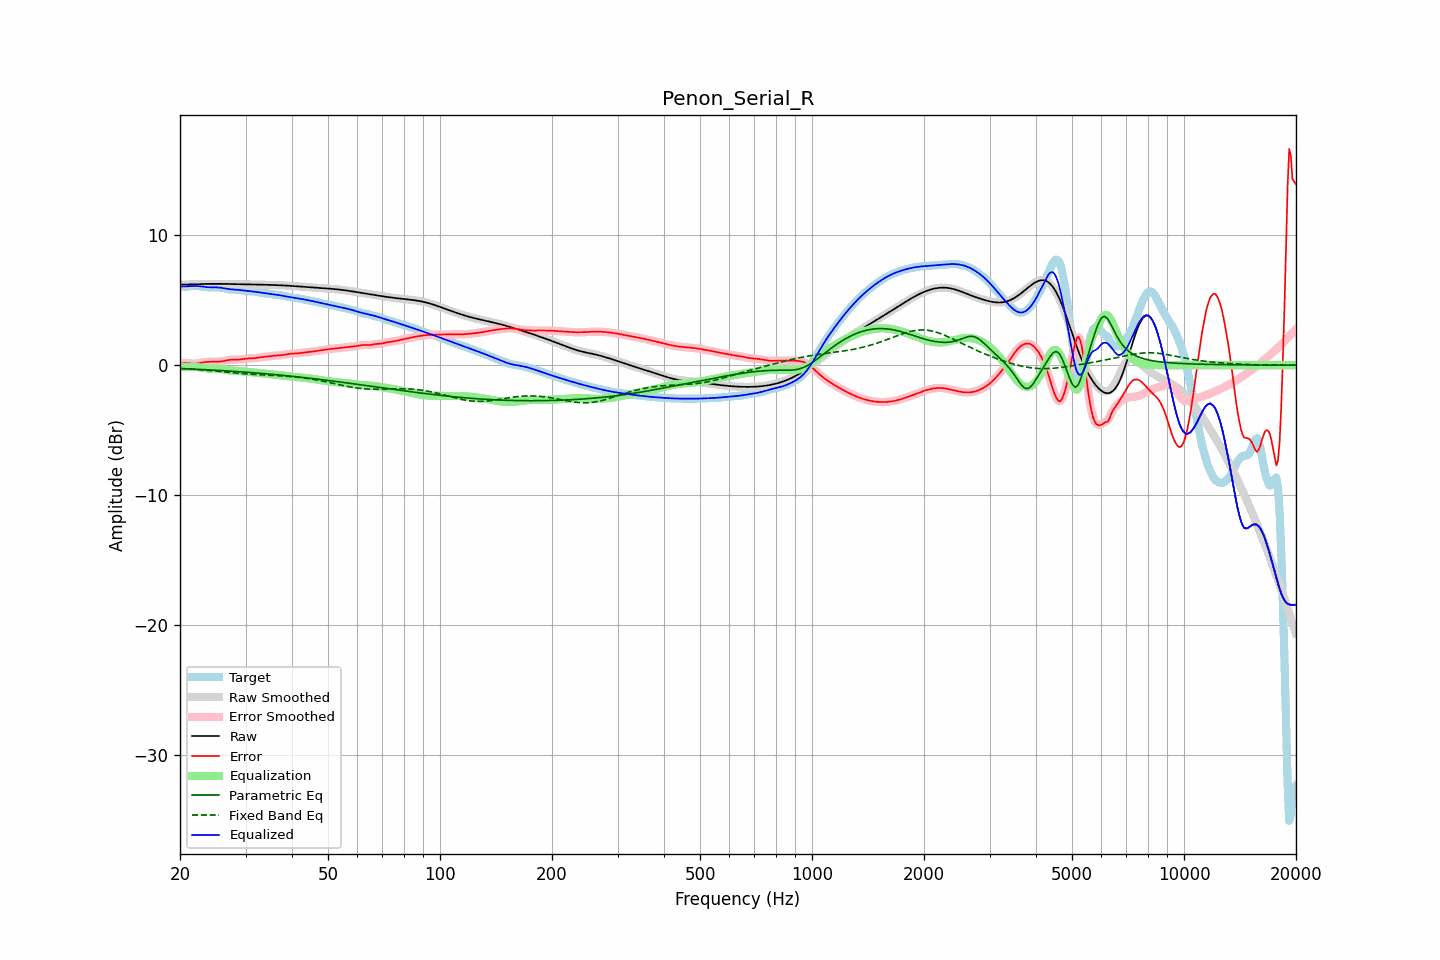 Penon_Serial_R
Amplitude (dBr)
10
0
−10
−20
−30
Target
Raw Smoothed
Error Smoothed
Raw
Error
Equalization
Parametric Eq
Fixed Band Eq
Equalized
20 50 100 200 500 1000 2000 5000 10000 20000
Frequency (Hz)